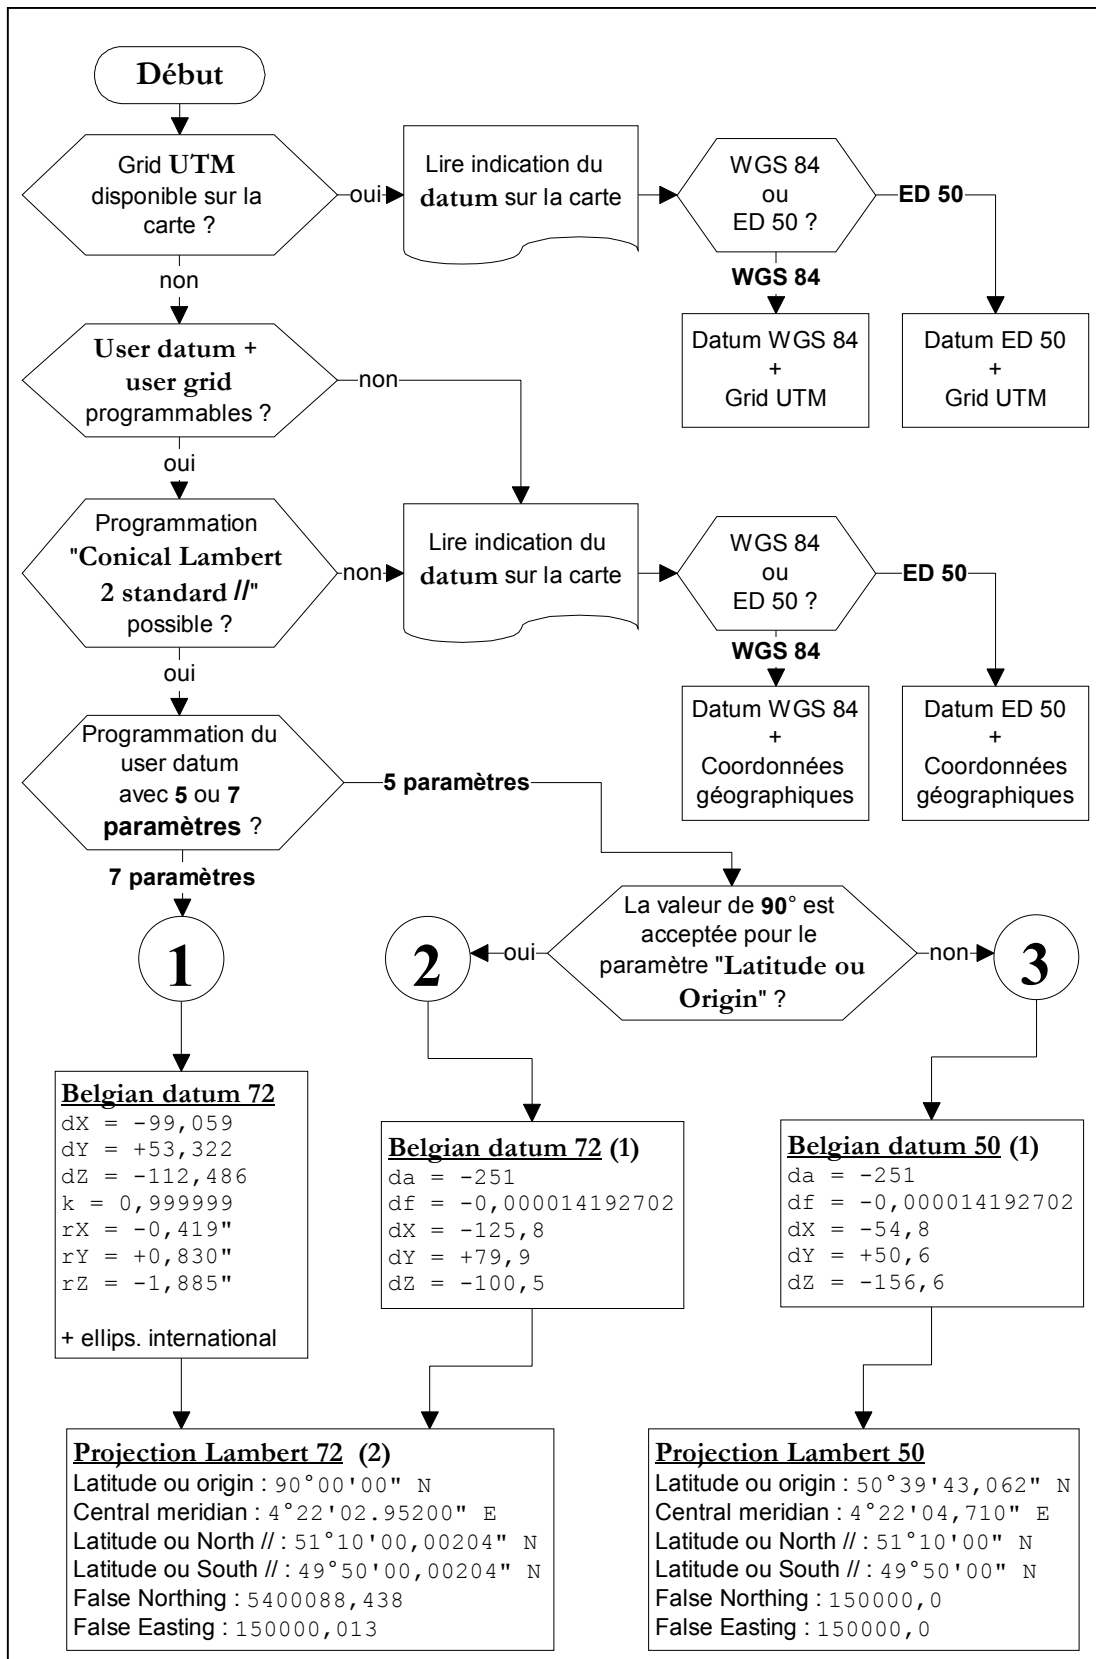 Début
Grid UTM
disponible sur la
carte ?
oui
Lire indication du
datum sur la carte
WGS 84
ou
ED 50 ?
ED 50
WGS 84
non
Datum WGS 84
+
Grid UTM
Datum ED 50
+
Grid UTM
User datum +
user grid
programmables ?
non
oui
Programmation
"Conical Lambert
2 standard //"
possible ?
non
Lire indication du
datum sur la carte
WGS 84
ou
ED 50 ?
ED 50
WGS 84
oui
Datum WGS 84
+
Coordonnées
géographiques
Datum ED 50
+
Coordonnées
géographiques
Programmation du
user datum
avec 5 ou 7
paramètres ?
5 paramètres
7 paramètres
La valeur de 90° est
acceptée pour le
paramètre "Latitude ou
Origin" ?
oui
non
1
2
3
Belgian datum 72
dX = -99,059
dY = +53,322
dZ = -112,486
k = 0,999999
rX = -0,419"
rY = +0,830"
rZ = -1,885"
+ ellips. international
Belgian datum 72 (1)
da = -251
df = -0,000014192702
dX = -125,8
dY = +79,9
dZ = -100,5
Belgian datum 50 (1)
da = -251
df = -0,000014192702
dX = -54,8
dY = +50,6
dZ = -156,6
Projection Lambert 72 (2)
Latitude ou origin : 90°00'00" N
Central meridian : 4°22'02.95200" E
Latitude ou North // : 51°10'00,00204" N
Latitude ou South // : 49°50'00,00204" N
False Northing : 5400088,438
False Easting : 150000,013
Projection Lambert 50
Latitude ou origin : 50°39'43,062" N
Central meridian : 4°22'04,710" E
Latitude ou North // : 51°10'00" N
Latitude ou South // : 49°50'00" N
False Northing : 150000,0
False Easting : 150000,0